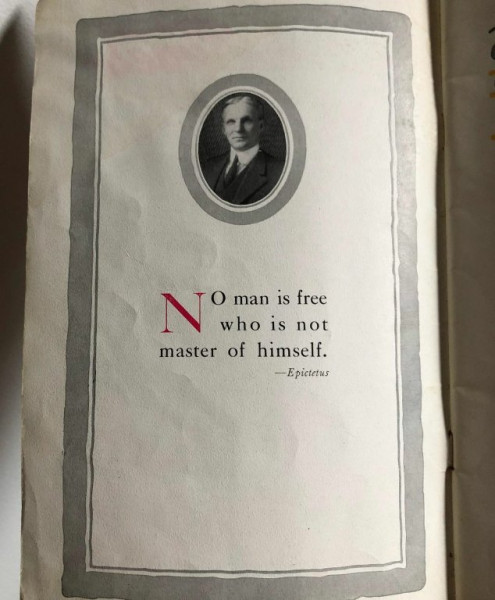 NO man is free
who is not
master of himself.
—Epictetus